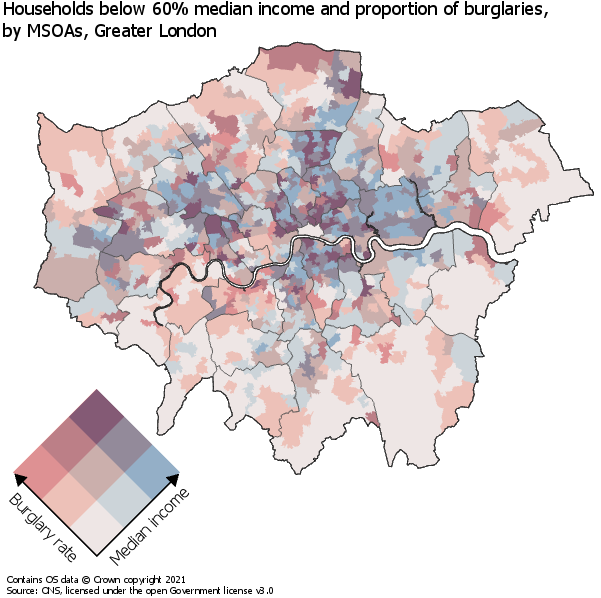 Households below 60% median income and proportion of burglaries,
by MSOAs, Greater London
Burglary rate
Median income
Contains OS data © Crown copyright 2021
Source: CNS, licensed under the open Government license v3.0